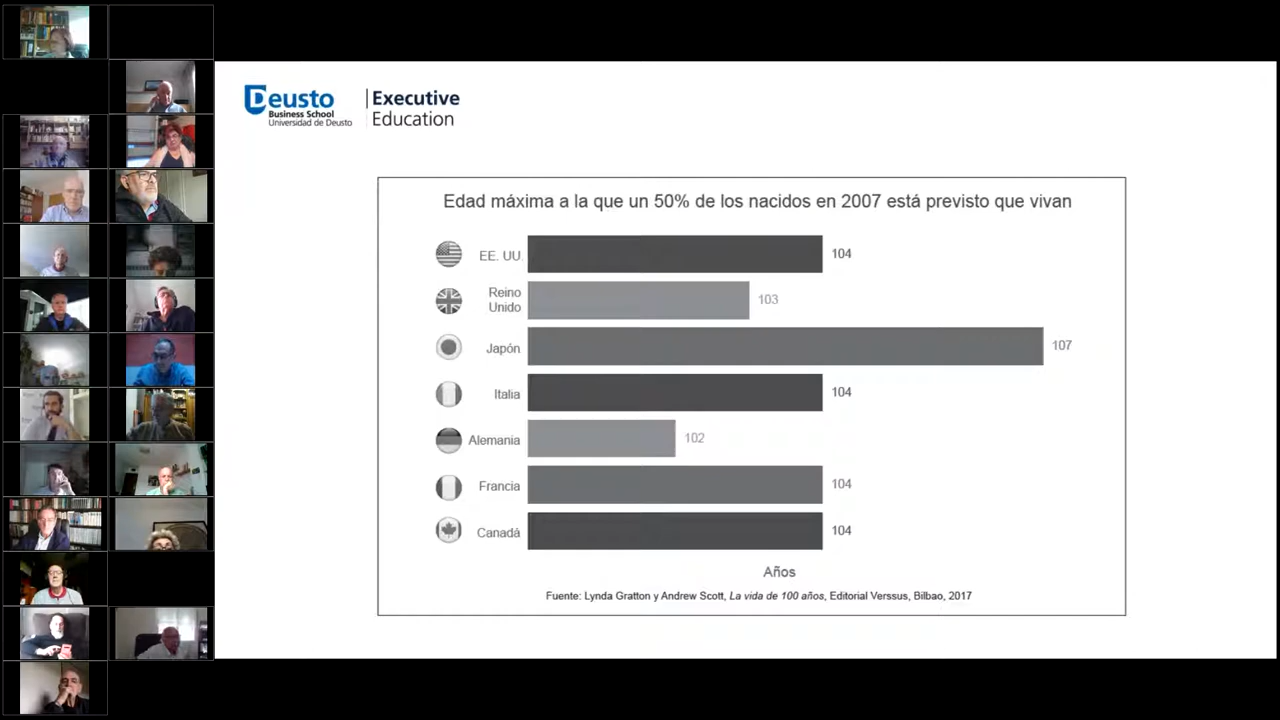 Deusto
Business School
Universidad de Deusto
Executive
Education
Edad máxima a la que un 50% de los nacidos en 2007 está previsto que vivan
EE. UU 104
Reino
Unido 103
Japón 107
Italia 104
Alemania 102
Francia 104
Canadá 104
Años
Fuente: Lynda Gratton y Andrew Scott, La vida de 100 años, Editorial Verssus, Bilbao, 2017